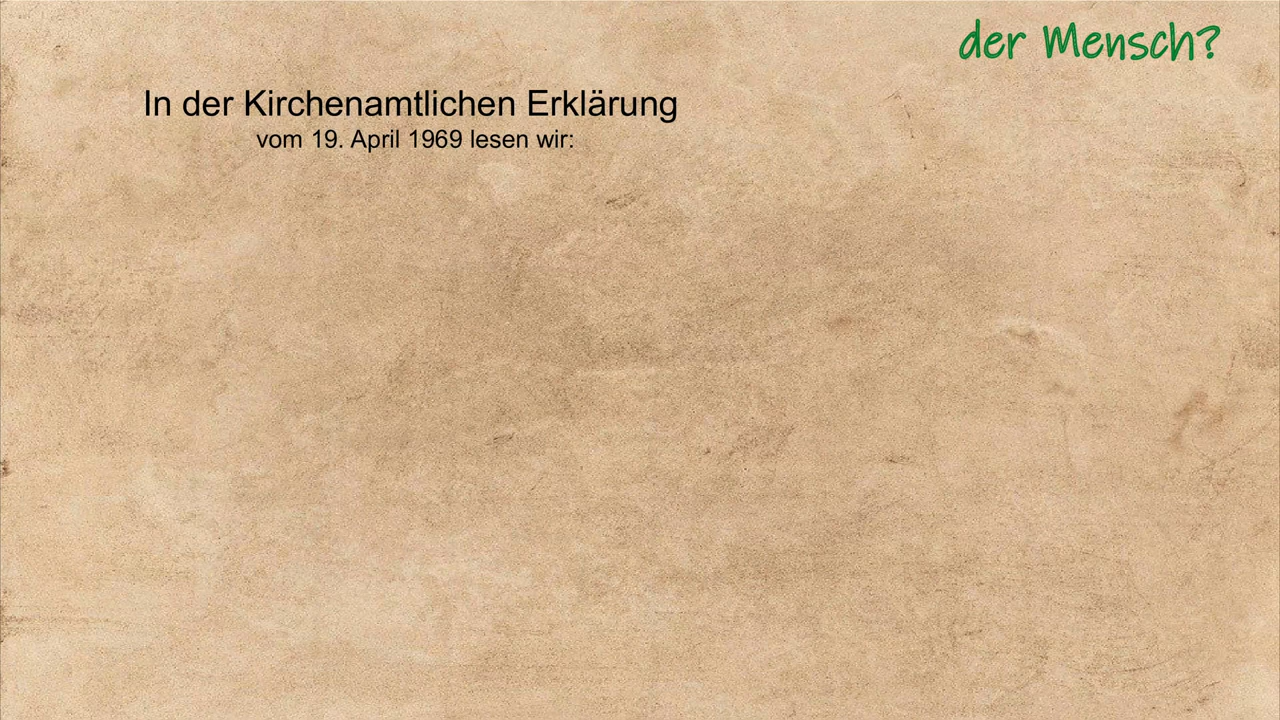 der Mensch?
In der Kirchenamtlichen Erklärung
vom 19. April 1969 lesen wir: